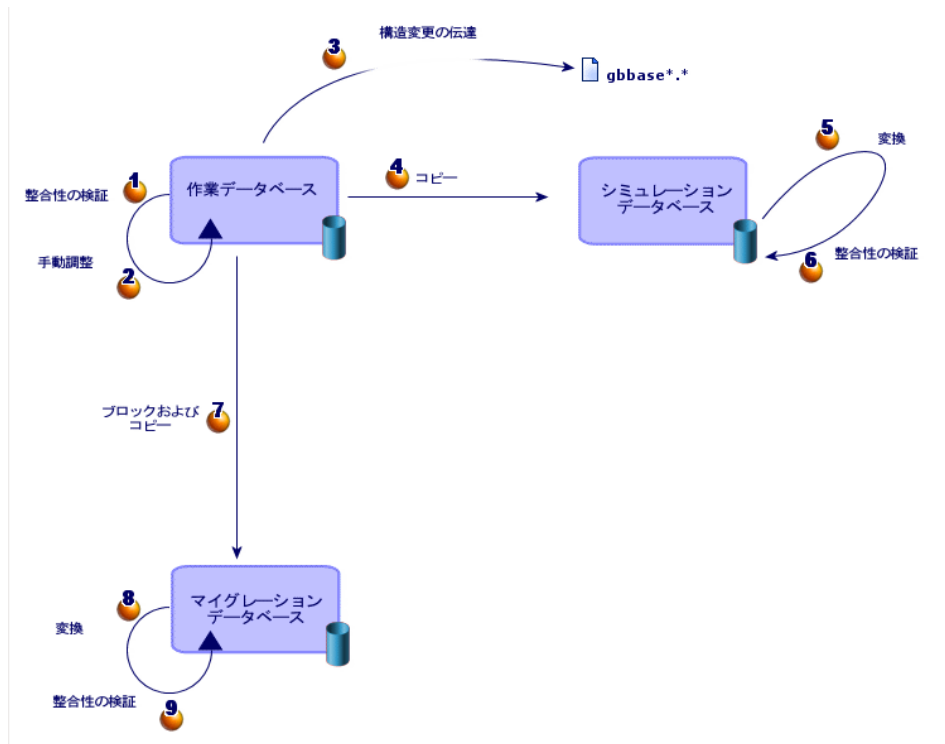 構造変更の伝達
3
gbbase*.*
5
変換
4
コピー
1
整合性の検証
作業データベース
シミュレーション
データベース
手動調整
2
整合性の検証
6
ブロックおよび
コピー
7
マイグレーション
データベース
8
変換
整合性の検証
9